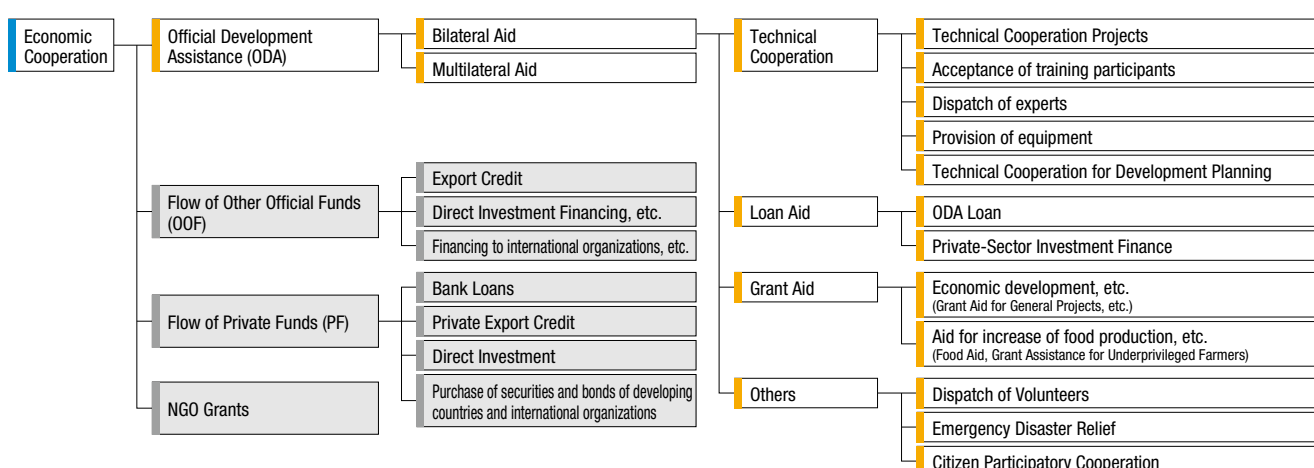 Economic
Cooperation
Official Development
Assistance (ODA)
Bilateral Aid
Multilateral Aid
Technical
Cooperation
Technical Cooperation Projects
Acceptance of training participants
Dispatch of experts
Provision of equipment
Technical Cooperation for Development Planning
Flow of Other Official Funds
(OOF)
Export Credit
Direct Investment Financing, etc.
Financing to international organizations, etc.
Loan Aid
ODA Loan
Private-Sector Investment Finance
Flow of Private Funds (PF)
Bank Loans
Private Export Credit
Direct Investment
Purchase of securities and bonds of developing
countries and international organizations
Grant Aid
Economic development, etc.
(Grant Aid for General Projects, etc.)
Aid for increase of food production, etc.
(Food Aid, Grant Assistance for Underprivileged Farmers)
NGO Grants
Others
Dispatch of Volunteers
Emergency Disaster Relief
Citizen Participatory Cooperation